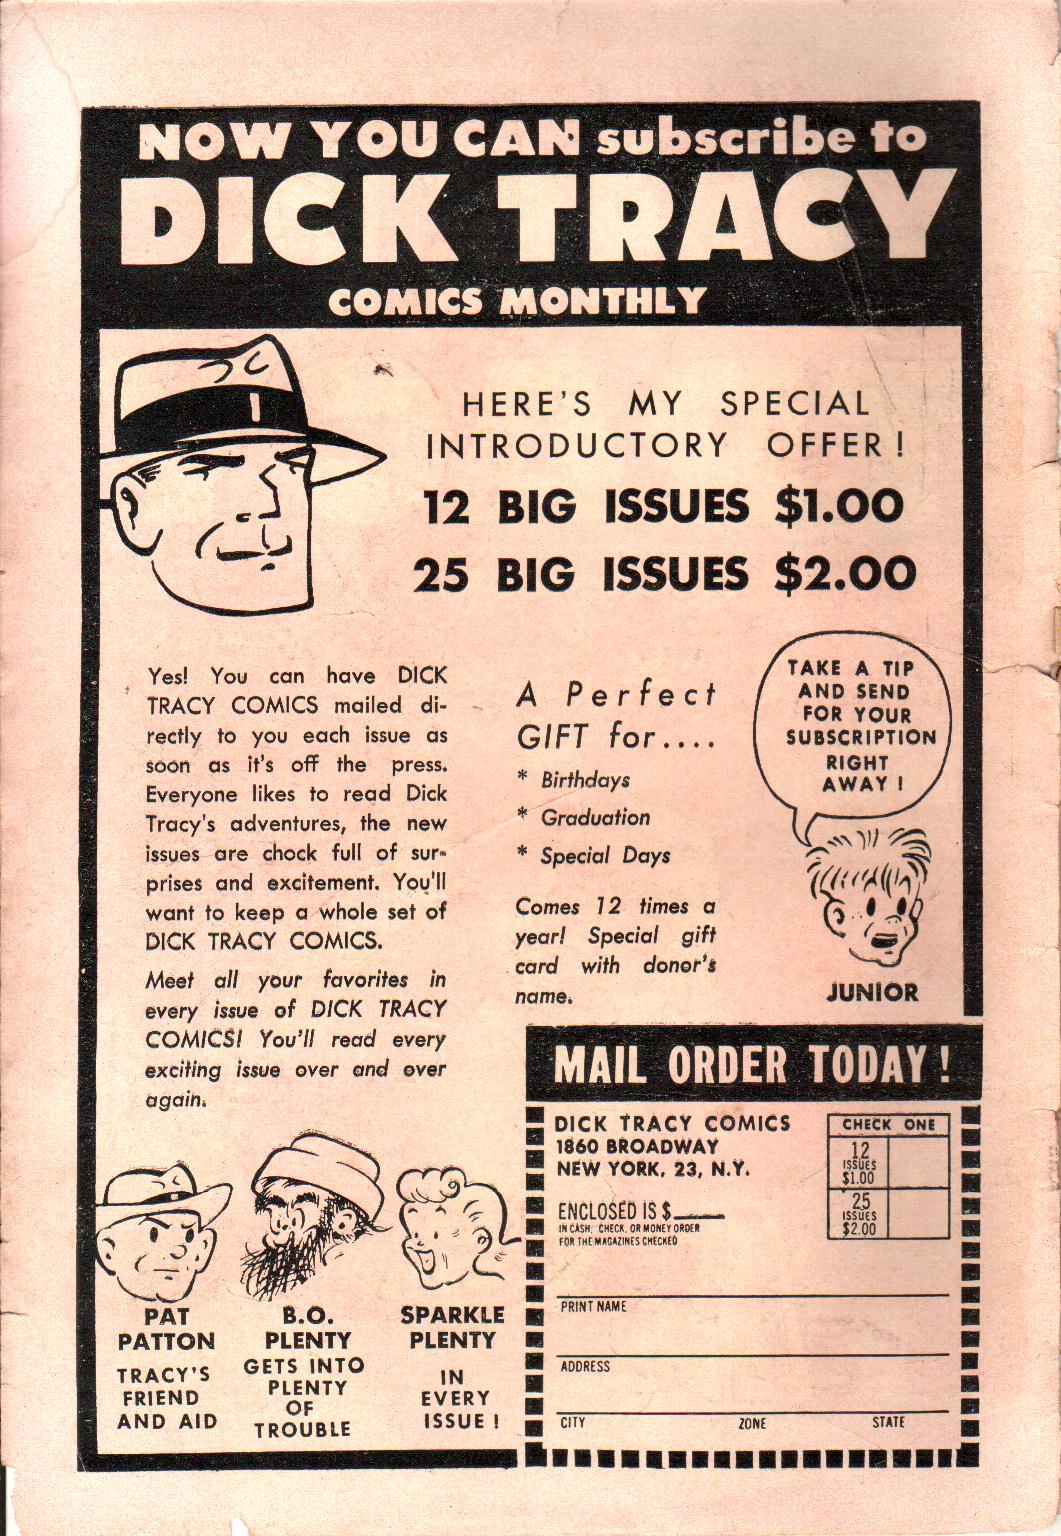 NOW YOU CAN subscribe to
DICK TRACY
COMICS MONTHLY
HERE'S MY SPECIAL
INTRODUCTORY OFFER!
12 BIG ISSUES $1.00
25 BIG ISSUES $2.00
Yes! You can have DICK
TRACY COMICS mailed di-
rectly to you each issue as
soon as it's off the press.
Everyone likes to read Dick
Tracy's adventures, the new
issues are chock full of sur-
prises and excitement. You'll
want to keep a whole set of
DICK TRACY COMICS.
Meet all your favorites in
every issue of DICK TRACY
COMICS! You'll read every
exciting issue over and over
again.
A Perfect
GIFT for....
* Birthdays
* Graduation
* Special Days
Comes 12 times a
year! Special gift
card with donor's
name.
TAKE A TIP
AND SEND
FOR YOUR
SUBSCRIPTION
RIGHT
AWAY!
JUNIOR
PAT
PATTON
TRACY'S
FRIEND
AND AID
B.O.
PLENTY
GETS INTO
PLENTY
OF
TROUBLE
SPARKLE
PLENTY
IN
EVERY
ISSUE!
MAIL ORDER TODAY!
DICK TRACY COMICS
1860 BROADWAY
NEW YORK, 23, N.Y.
CHECK ONE
12
ISSUES
$1.00
25
ISSUES
$2.00
ENCLOSED IS $____
IN CASH, CHECK, OR MONEY ORDER
FOR THE MAGAZINES CHECKED
PRINT NAME
ADDRESS
CITY ZONE STATE